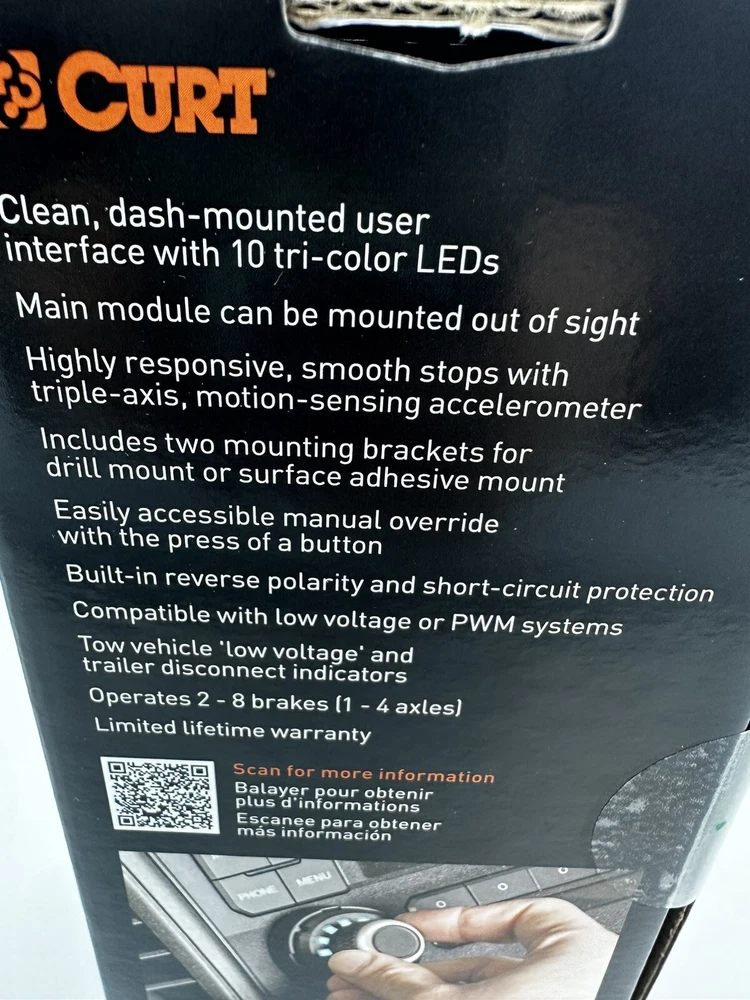 CURT
Clean, dash-mounted user
interface with 10 tri-color LEDs
Main module can be mounted out of sight
Highly responsive, smooth stops with
triple-axis, motion-sensing accelerometer
Includes two mounting brackets for
drill mount or surface adhesive mount
Easily accessible manual override
with the press of a button
Built-in reverse polarity and short-circuit protection
Compatible with low voltage or PWM systems
Tow vehicle 'low voltage' and
trailer disconnect indicators
Operates 2 - 8 brakes (1 - 4 axles)
Limited lifetime warranty
Scan for more information
Balayer pour obtenir
plus d'informations
Escanee para obtener
más información
PHONE MENU